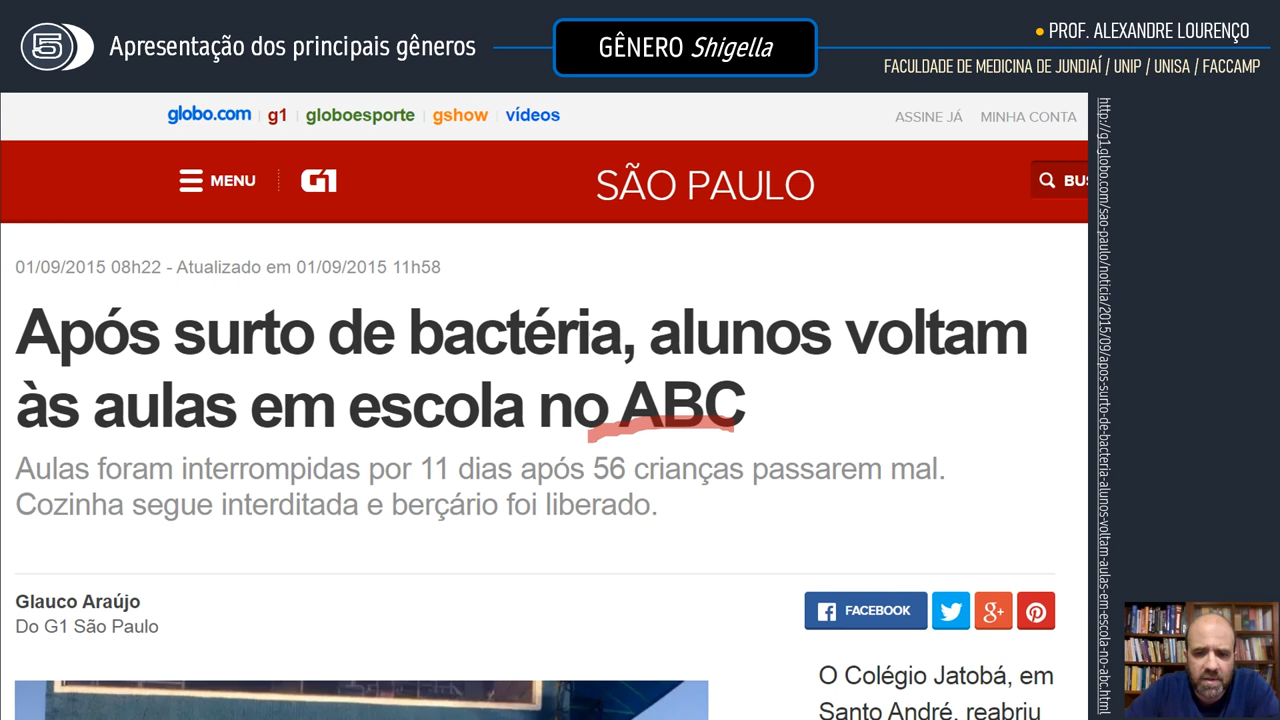 5
Apresentação dos principais gêneros
GÊNERO Shigella
PROF. ALEXANDRE LOURENÇO
FACULDADE DE MEDICINA DE JUNDIAÍ / UNIP / UNISA / FACCAMP
globo.com g1 globoesporte gshow vídeos
ASSINE JÁ MINHA CONTA
MENU G1
SÃO PAULO
BUS
01/09/2015 08h22 - Atualizado em 01/09/2015 11h58
Após surto de bactéria, alunos voltam
às aulas em escola no ABC
Aulas foram interrompidas por 11 dias após 56 crianças passarem mal.
Cozinha segue interditada e berçário foi liberado.
Glauco Araújo
Do G1 São Paulo
FACEBOOK
g+
O Colégio Jatobá, em
Santo André, reabriu
http://g1.globo.com/sao-paulo/noticia/2015/09/apos-surto-de-bacteria-alunos-voltam-aulas-em-escola-no-abc.html